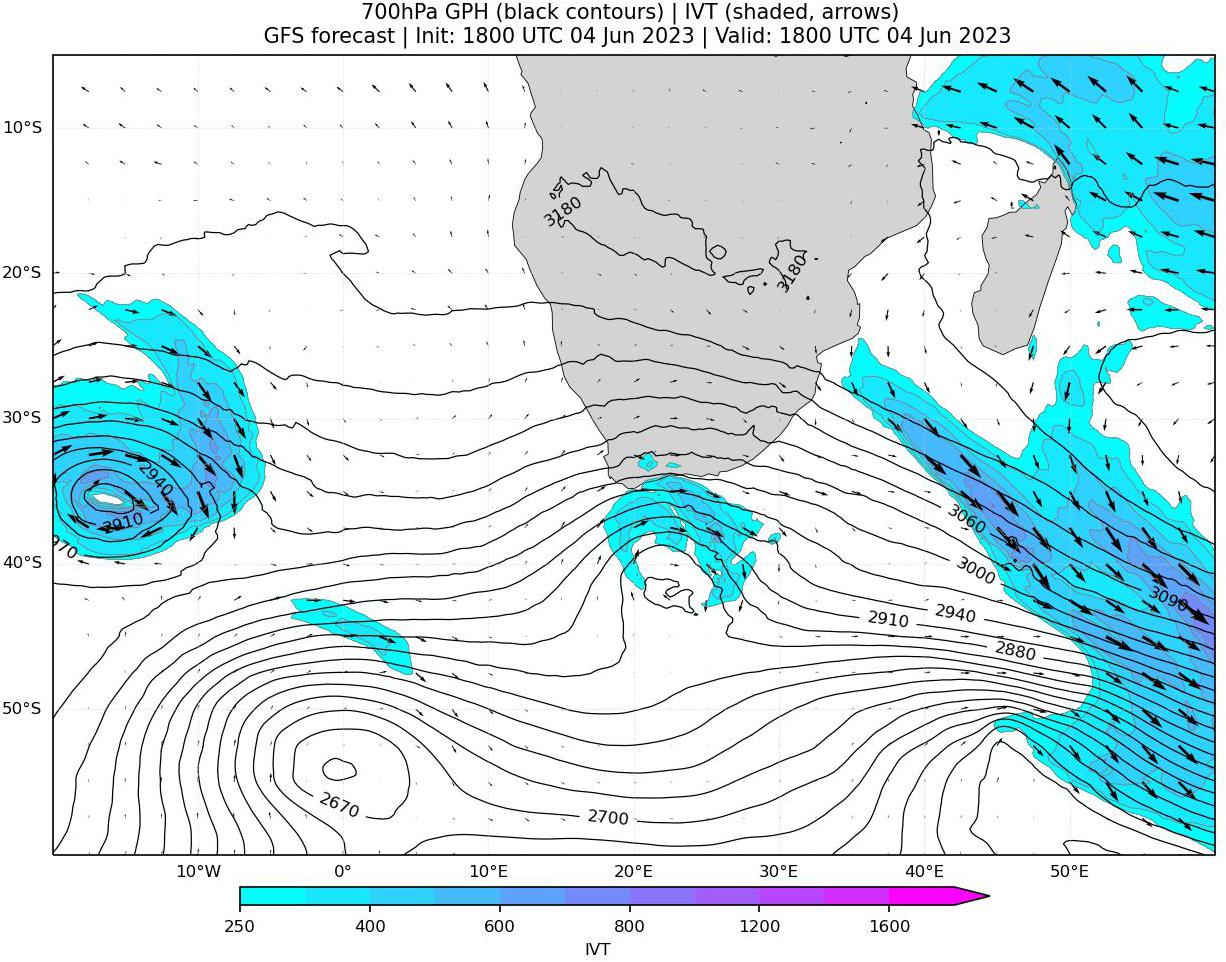 700hPa GPH (black contours) | IVT (shaded, arrows)
GFS forecast | Init: 1800 UTC 04 Jun 2023 | Valid: 1800 UTC 04 Jun 2023
10°S
3180
20°S
3180
30°S
2940
2910
3060
970
40°S
3000
3090
2910
2940
2880
50°S
2670
2700
10°W
0°
10°E
20°E
30°E
40°E
50°E
250
400
600
800
1200
1600
IVT